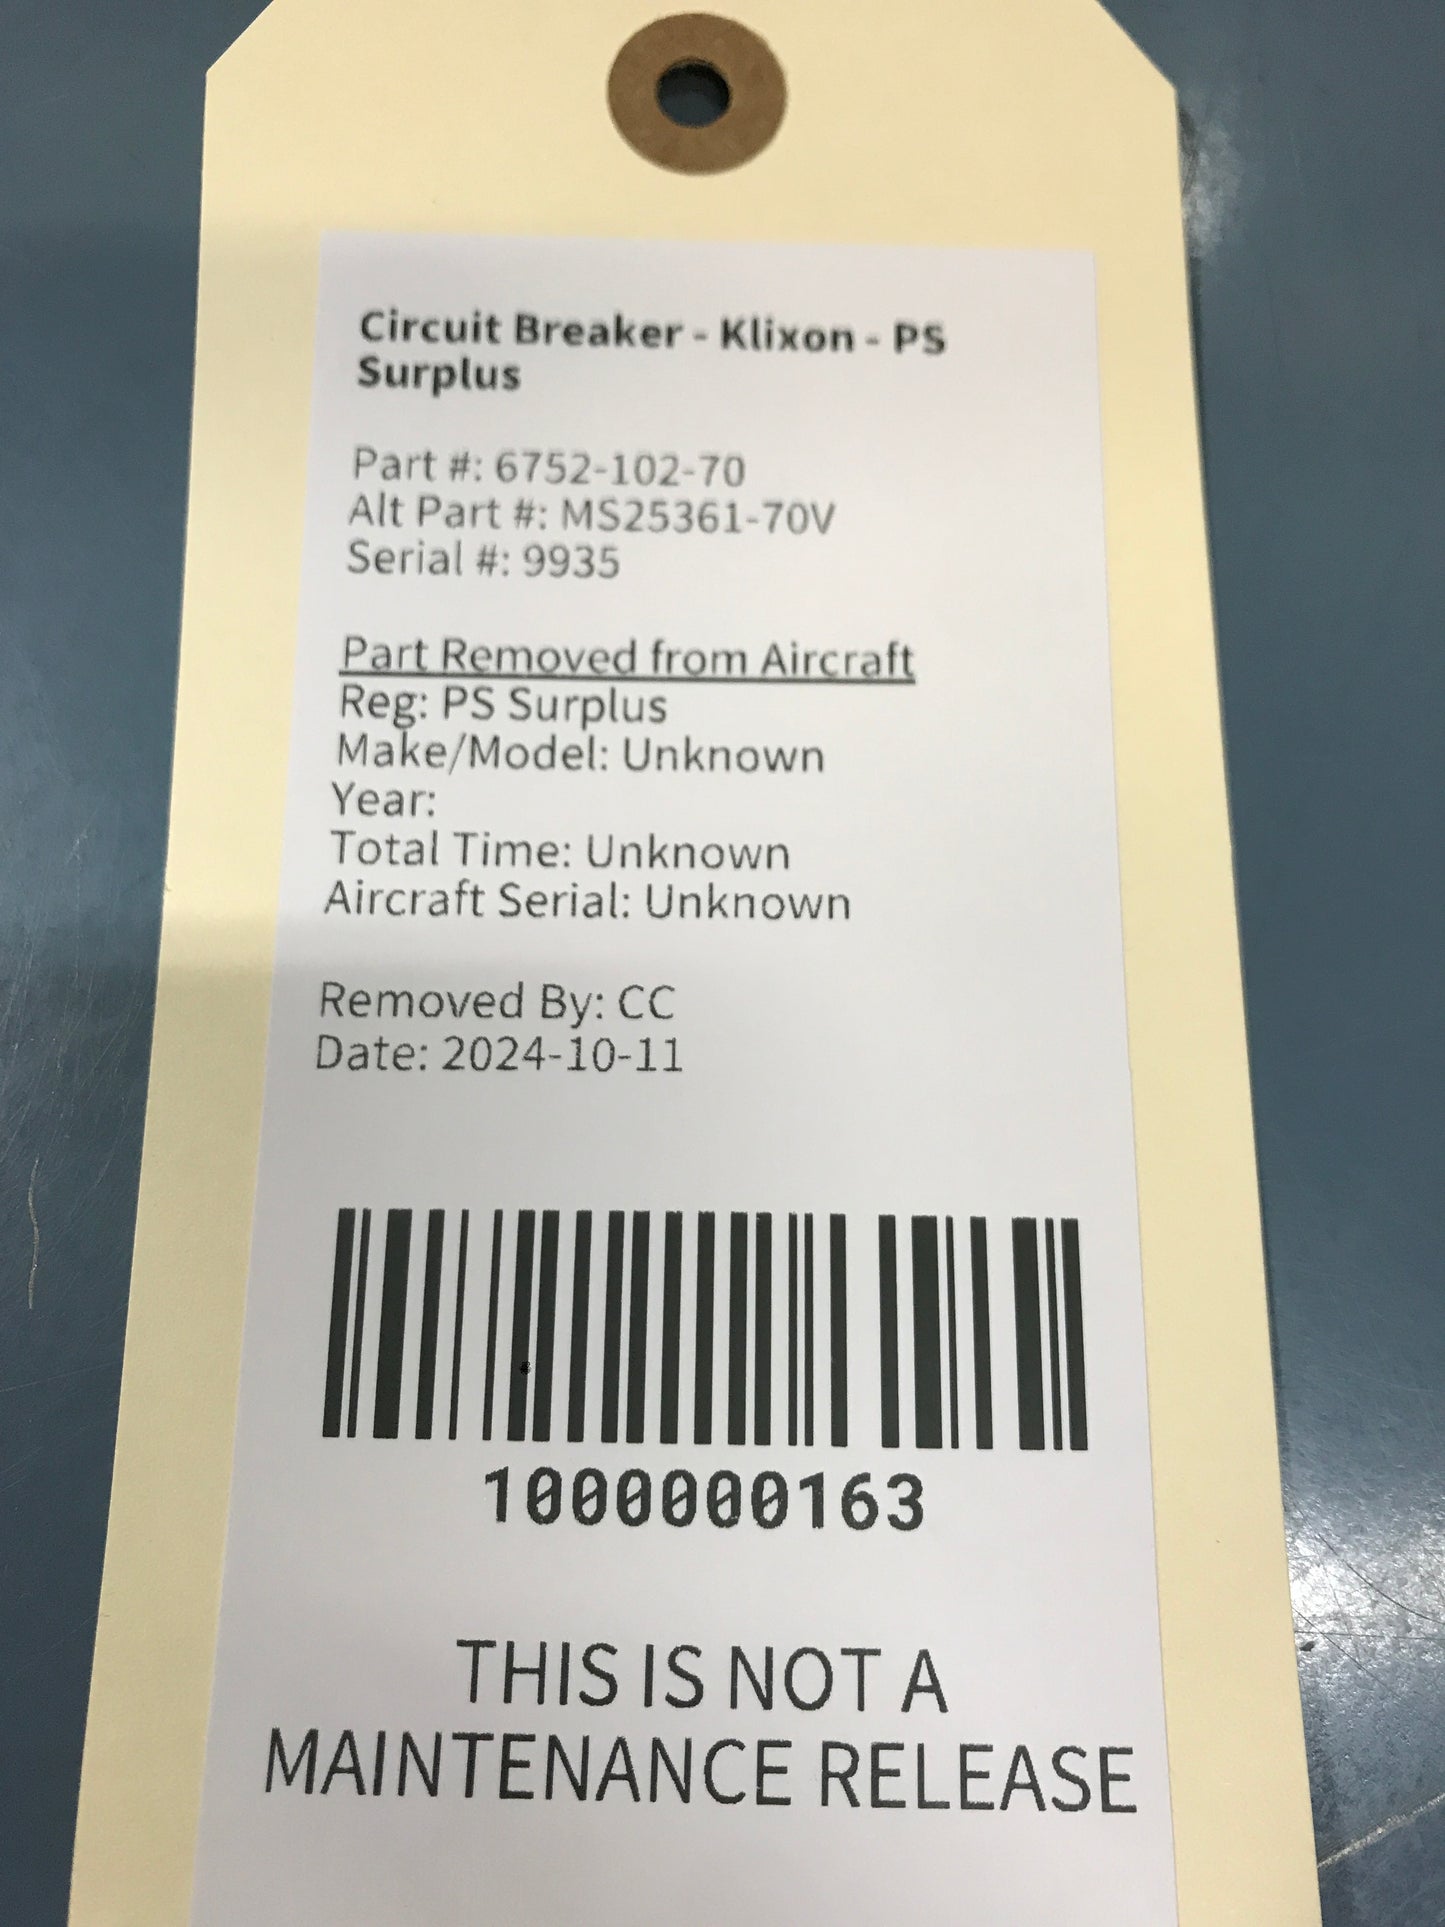 Circuit Breaker - Klixon - PS
Surplus
Part #: 6752-102-70
Alt Part #: MS25361-70V
Serial #: 9935
Part Removed from Aircraft
Reg: PS Surplus
Make/Model: Unknown
Year:
Total Time: Unknown
Aircraft Serial: Unknown
Removed By: CC
Date: 2024-10-11
1000000163
THIS IS NOT A
MAINTENANCE RELEASE